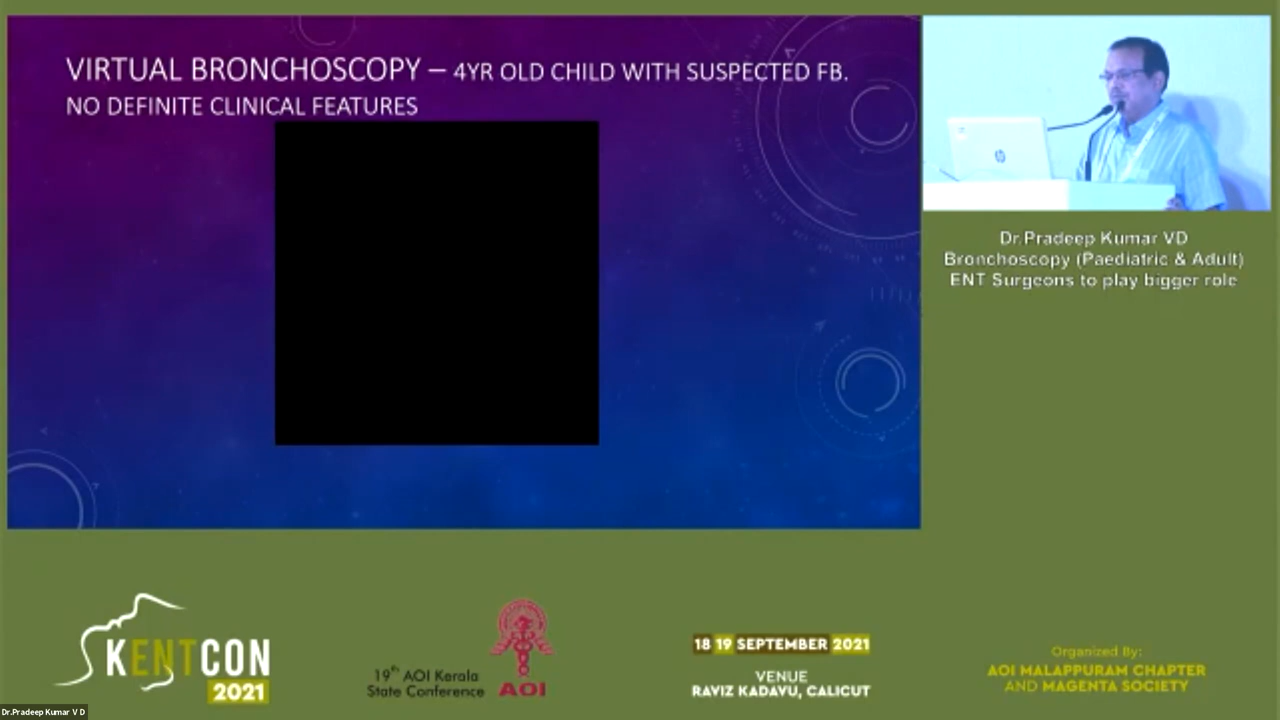 VIRTUAL BRONCHOSCOPY – 4YR OLD CHILD WITH SUSPECTED FB.
NO DEFINITE CLINICAL FEATURES
Dr.Pradeep Kumar VD
Bronchoscopy (Paediatric & Adult)
ENT Surgeons to play bigger role
KENTCON
2021
19th AOI Kerala
State Conference
AOI
18 19 SEPTEMBER 2021
VENUE
RAVIZ KADAVU, CALICUT
Organized By:
AOI MALAPPURAM CHAPTER
AND MAGENTA SOCIETY
Dr.Pradeep Kumar V D